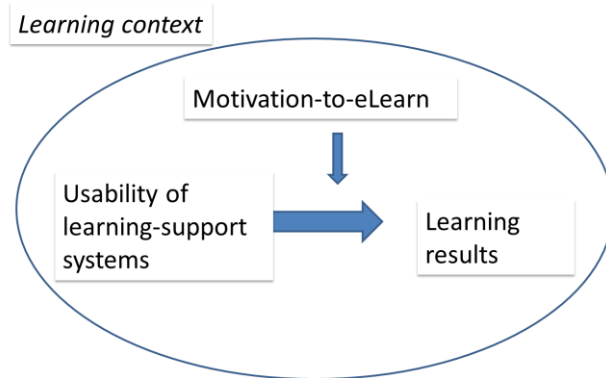 Learning context
Motivation-to-eLearn
Usability of
learning-support
systems
Learning
results